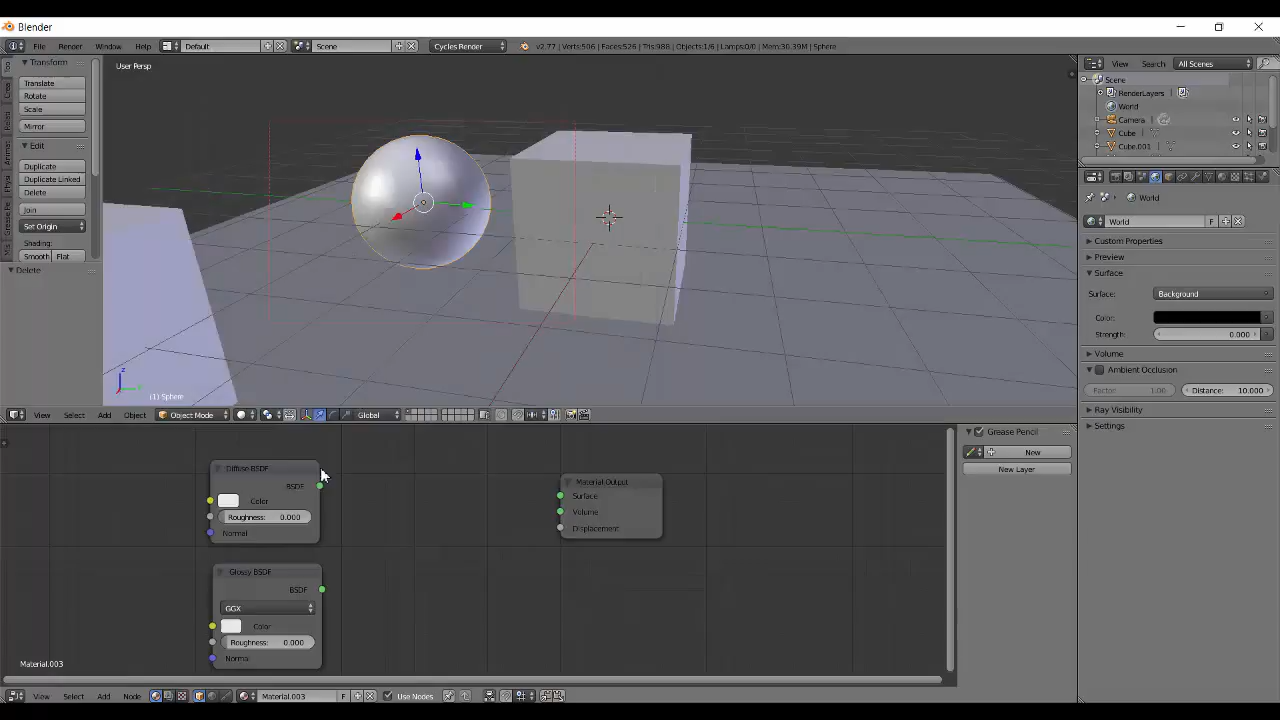 Blender
File Render Window Help Default Scene Cycles Render v2.77 | Verts:506 | Faces:526 | Tris:988 | Objects:1/6 | Lamps:0/0 | Mem:30.39M | Sphere
Transform
Translate
Rotate
Scale
Mirror
Edit
Duplicate
Duplicate Linked
Delete
Join
Set Origin
Shading:
Smooth Flat
Delete
User Persp
(1) Sphere
View Select Add Object Object Mode Global
View Search All Scenes
Scene
RenderLayers
World
Camera
Cube
Cube.001
World
World F
Custom Properties
Preview
Surface
Surface: Background
Color:
Strength: 0.000
Volume
Ambient Occlusion
Factor: 1.00 Distance: 10.000
Ray Visibility
Settings
Diffuse BSDF
BSDF
Color
Roughness: 0.000
Normal
Glossy BSDF
BSDF
GGX
Color
Roughness: 0.000
Normal
Material Output
Surface
Volume
Displacement
Grease Pencil
New
New Layer
Material.003
View Select Add Node Material.003 F Use Nodes